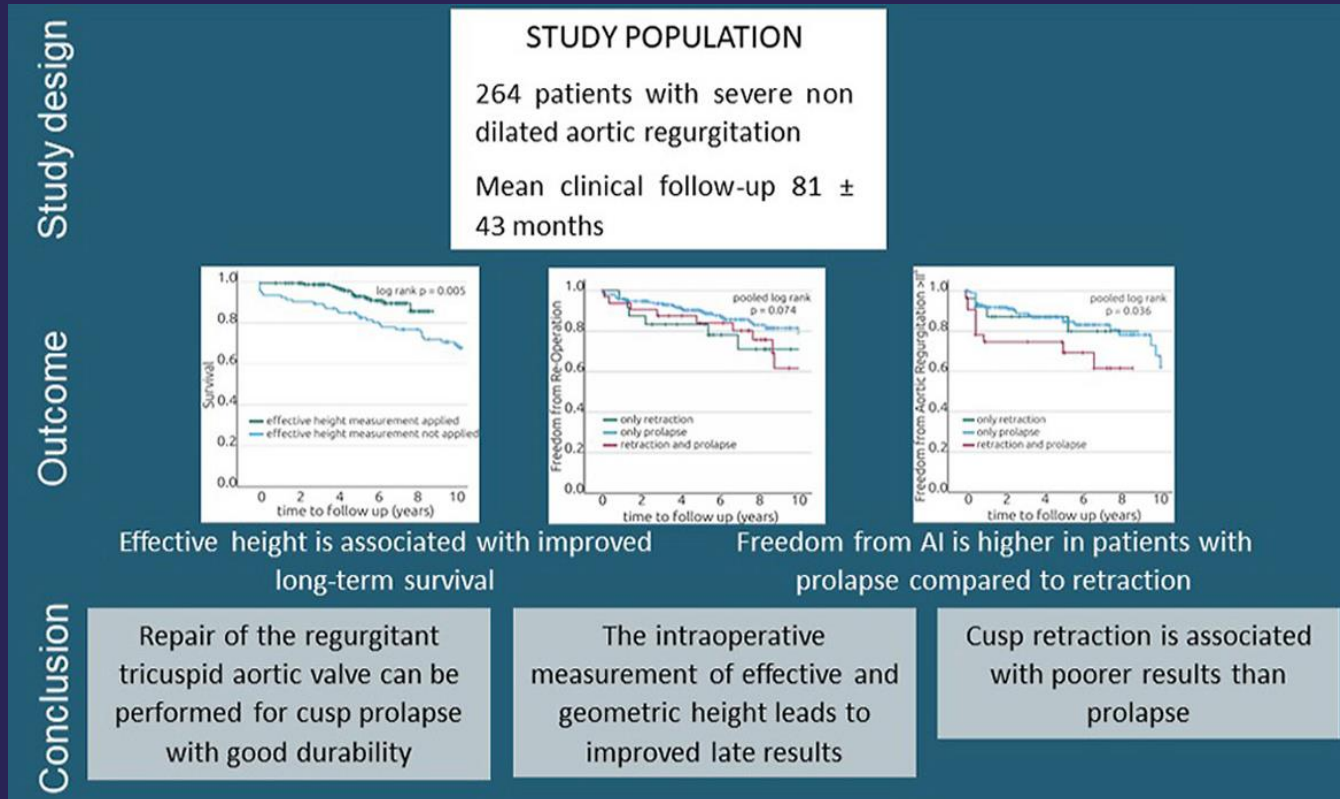 Study design
STUDY POPULATION
264 patients with severe non
dilated aortic regurgitation
Mean clinical follow-up 81 ±
43 months
Outcome
Survival
1.0
0.8
0.6
0.4
0.2
0.0
log rank p = 0.005
effective height measurement applied
effective height measurement not applied
0 2 4 6 8 10
time to follow up (years)
Freedom from Re-Operation
1.0
0.8
0.6
0.4
0.2
0.0
pooled log rank
p = 0.074
only retraction
only prolapse
retraction and prolapse
0 2 4 6 8 10
time to follow up (years)
Freedom from Aortic Regurgitation >II°
1.0
0.8
0.6
0.4
0.2
0.0
pooled log rank
p = 0.036
only retraction
only prolapse
retraction and prolapse
0 2 4 6 8 10
time to follow up (years)
Effective height is associated with improved
long-term survival
Freedom from AI is higher in patients with
prolapse compared to retraction
Conclusion
Repair of the regurgitant
tricuspid aortic valve can be
performed for cusp prolapse
with good durability
The intraoperative
measurement of effective and
geometric height leads to
improved late results
Cusp retraction is associated
with poorer results than
prolapse